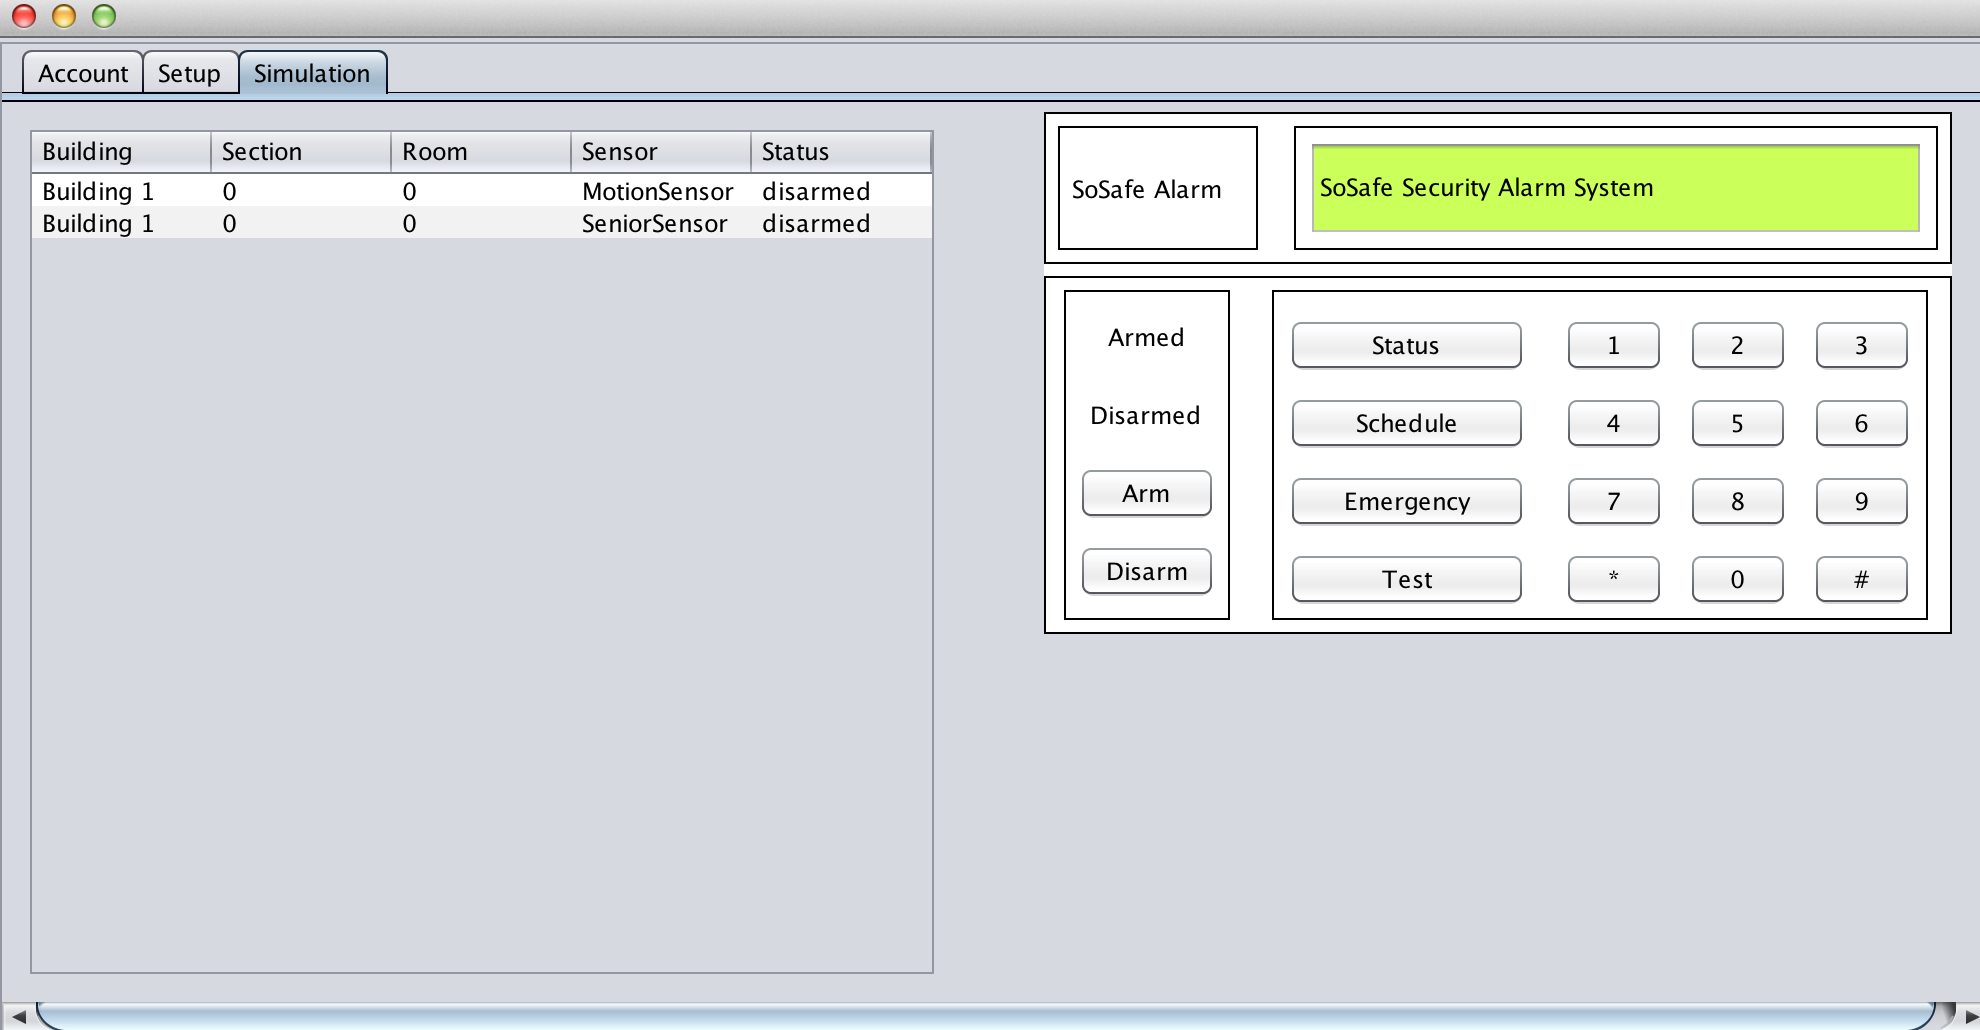 Account Setup Simulation
Building Section Room Sensor Status
Building 1 0 0 MotionSensor disarmed
Building 1 0 0 SeniorSensor disarmed
SoSafe Alarm
SoSafe Security Alarm System
Armed
Disarmed
Arm
Disarm
Status 1 2 3
Schedule 4 5 6
Emergency 7 8 9
Test * 0 #